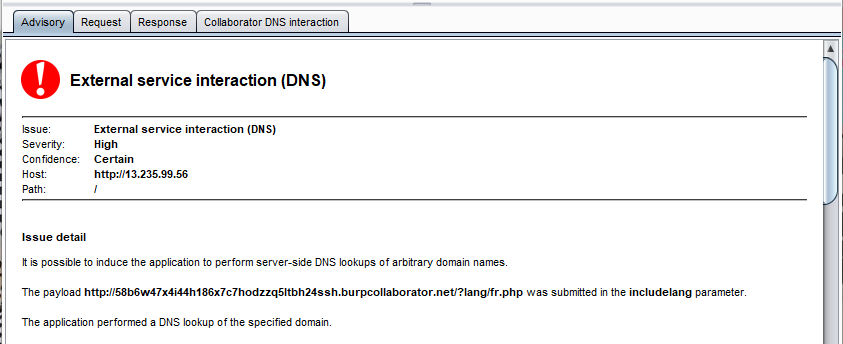 Advisory Request Response Collaborator DNS interaction
External service interaction (DNS)
Issue: External service interaction (DNS)
Severity: High
Confidence: Certain
Host: http://13.235.99.56
Path: /
Issue detail
It is possible to induce the application to perform server-side DNS lookups of arbitrary domain names.
The payload http://58b6w47x4i44h186x7c7hodzzq5ltbh24ssh.burpcollaborator.net/?lang/fr.php was submitted in the includelang parameter.
The application performed a DNS lookup of the specified domain.